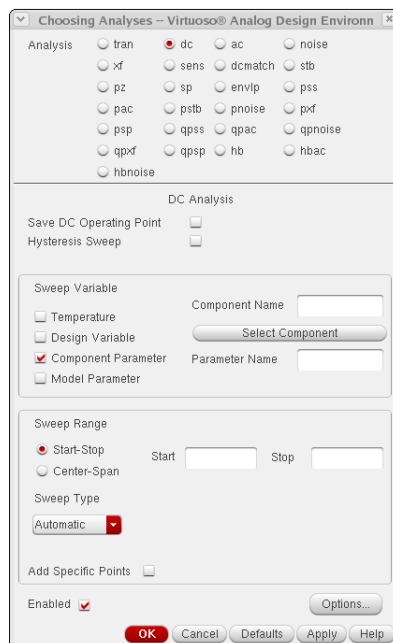 Choosing Analyses -- Virtuoso® Analog Design Environn
Analysis tran dc ac noise
xf sens dcmatch stb
pz sp envlp pss
pac pstb pnoise pxf
psp qpss qpac qpnoise
qpxf qpsp hb hbac
hbnoise
DC Analysis
Save DC Operating Point
Hysteresis Sweep
Sweep Variable
Temperature
Design Variable
Component Parameter
Model Parameter
Component Name
Select Component
Parameter Name
Sweep Range
Start-Stop
Center-Span
Start Stop
Sweep Type
Automatic
Add Specific Points
Enabled Options...
OK Cancel Defaults Apply Help